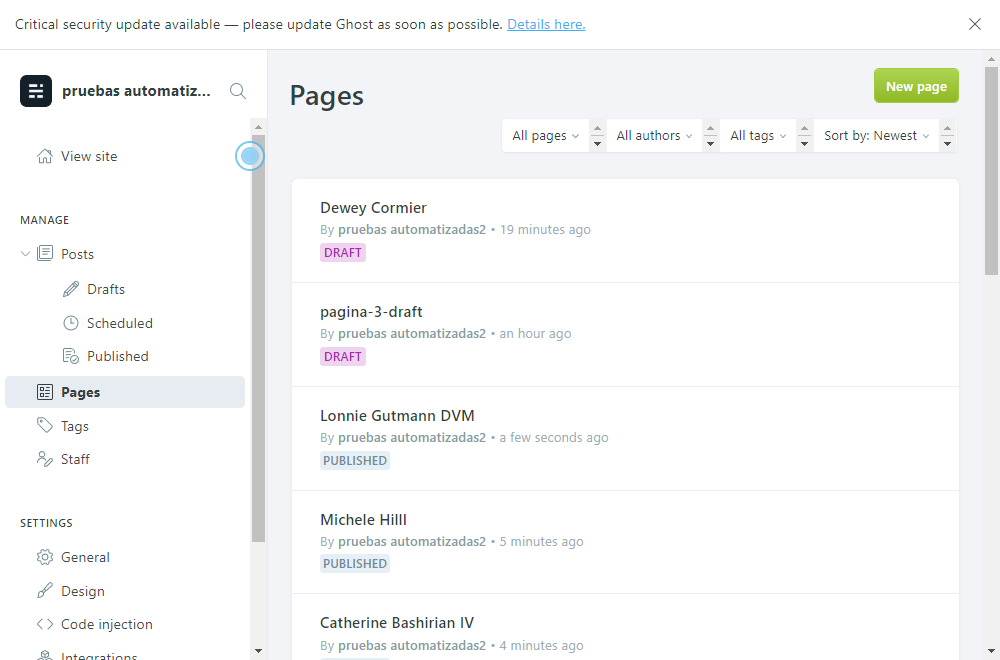 Critical security update available — please update Ghost as soon as possible. Details here.
pruebas automatiz...
View site
MANAGE
Posts
Drafts
Scheduled
Published
Pages
Tags
Staff
SETTINGS
General
Design
Code injection
Integrations
Pages
New page
All pages
All authors
All tags
Sort by: Newest
Dewey Cormier
By pruebas automatizadas2 • 19 minutes ago
DRAFT
pagina-3-draft
By pruebas automatizadas2 • an hour ago
DRAFT
Lonnie Gutmann DVM
By pruebas automatizadas2 • a few seconds ago
PUBLISHED
Michele Hilll
By pruebas automatizadas2 • 5 minutes ago
PUBLISHED
Catherine Bashirian IV
By pruebas automatizadas2 • 4 minutes ago